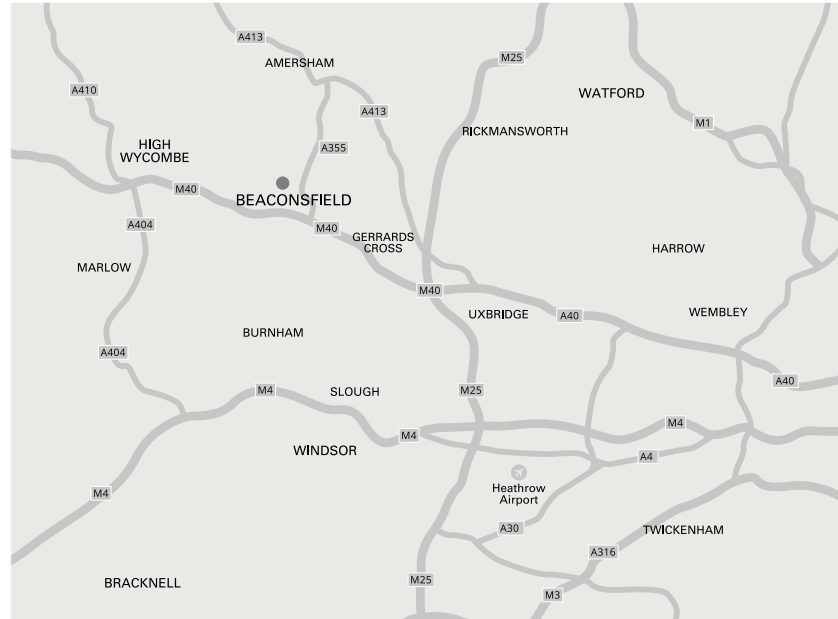 A413
AMERSHAM
M25
A410
WATFORD
A413
M1
RICKMANSWORTH
HIGH
WYCOMBE
A355
M40
BEACONSFIELD
A404
M40
GERRARDS
CROSS
HARROW
MARLOW
M40
UXBRIDGE
A40
WEMBLEY
BURNHAM
A404
A40
M4
SLOUGH
M25
M4
M4
WINDSOR
A4
Heathrow
Airport
M4
A30
TWICKENHAM
A316
BRACKNELL
M25
M3